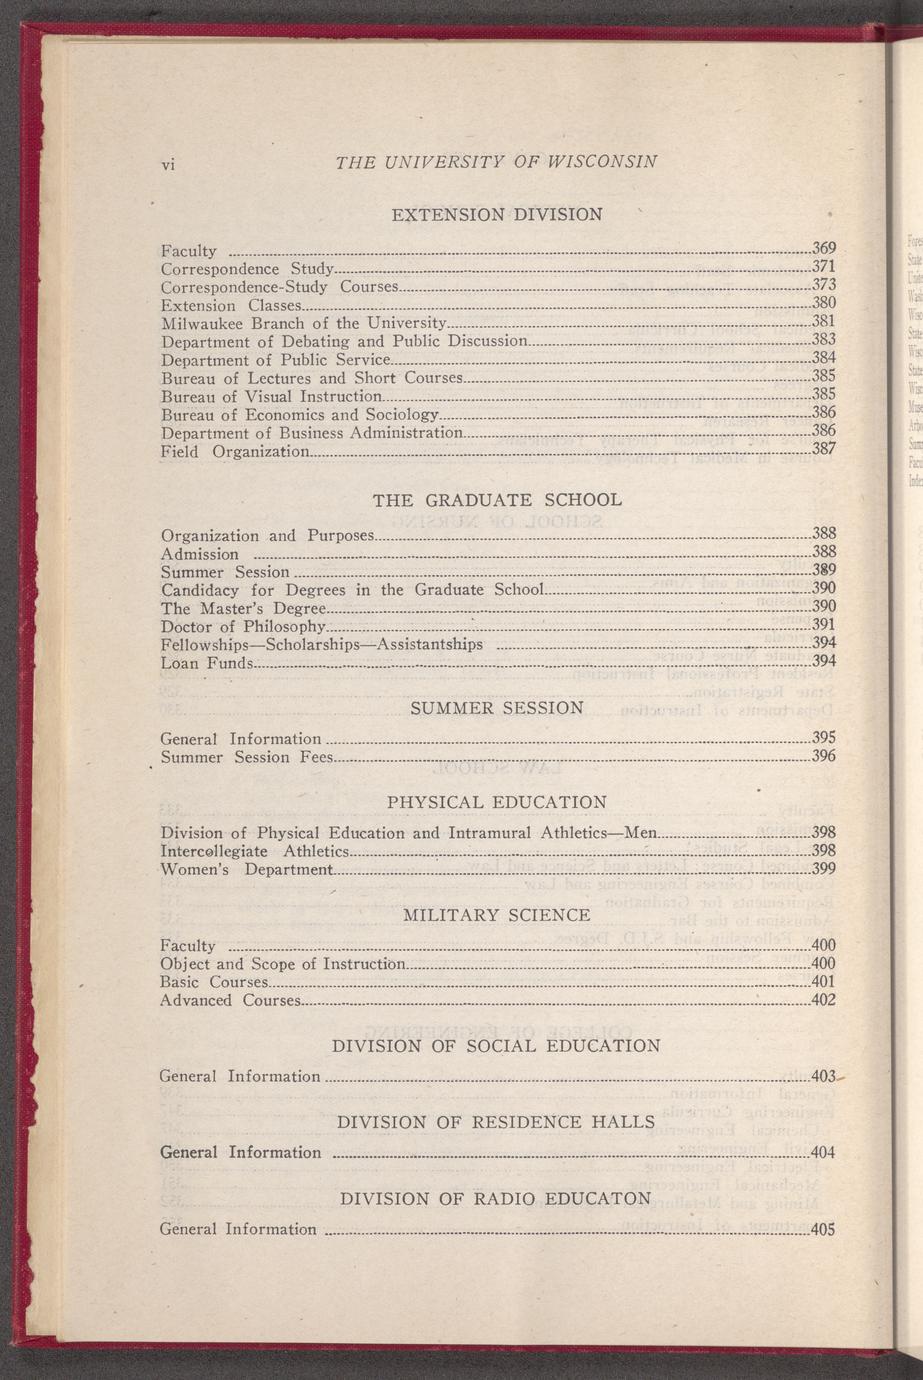 vi THE UNIVERSITY OF WISCONSIN
EXTENSION DIVISION
Faculty ........ 369
Correspondence Study........ 371
Correspondence-Study Courses........ 373
Extension Classes........ 380
Milwaukee Branch of the University........ 381
Department of Debating and Public Discussion........ 383
Department of Public Service........ 384
Bureau of Lectures and Short Courses........ 385
Bureau of Visual Instruction........ 385
Bureau of Economics and Sociology........ 386
Department of Business Administration........ 386
Field Organization........ 387
THE GRADUATE SCHOOL
Organization and Purposes........ 388
Admission ........ 388
Summer Session ........ 389
Candidacy for Degrees in the Graduate School........ 390
The Master's Degree........ 390
Doctor of Philosophy........ 391
Fellowships—Scholarships—Assistantships ........ 394
Loan Funds........ 394
SUMMER SESSION
General Information ........ 395
Summer Session Fees........ 396
PHYSICAL EDUCATION
Division of Physical Education and Intramural Athletics—Men........ 398
Intercollegiate Athletics........ 398
Women's Department........ 399
MILITARY SCIENCE
Faculty ........ 400
Object and Scope of Instruction........ 400
Basic Courses........ 401
Advanced Courses........ 402
DIVISION OF SOCIAL EDUCATION
General Information ........ 403
DIVISION OF RESIDENCE HALLS
General Information ........ 404
DIVISION OF RADIO EDUCATON
General Information ........ 405